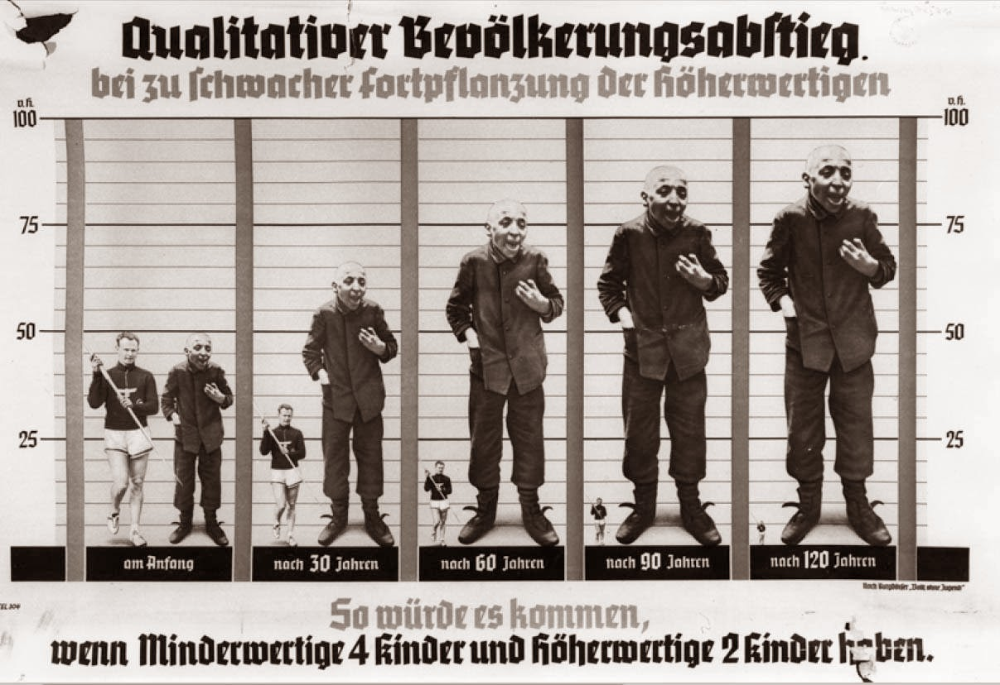 Qualitativer Bevölkerungsabstieg.
bei zu schwacher Fortpflanzung der Höherwertigen
v.H. v.H.
100 100
75 75
50 50
25 25
am Anfang nach 30 Jahren nach 60 Jahren nach 90 Jahren nach 120 Jahren
Nach Burgdörfer „Volk ohne Jugend“
304
So würde es kommen,
wenn Minderwertige 4 Kinder und Höherwertige 2 Kinder haben.